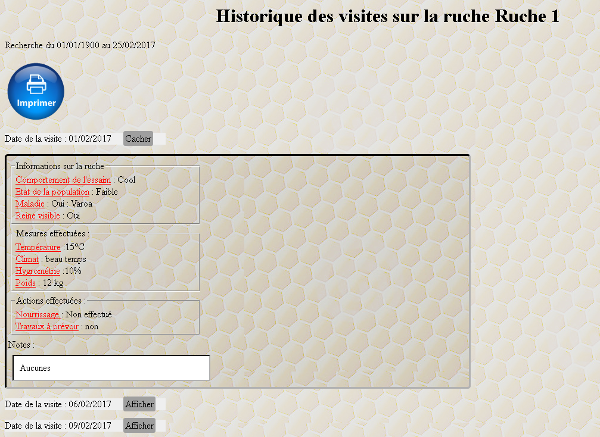 Historique des visites sur la ruche Ruche 1
Recherche du 01/01/1900 au 25/02/2017
Imprimer
Date de la visite : 01/02/2017 Cacher
Informations sur la ruche
Comportement de l'essaim : Cool
Etat de la population : Faible
Maladie : Oui : Varoa
Reine visible : Oui
Mesures effectuées :
Température :15°C
Climat : beau temps
Hygrométrie :10%
Poids : 12 kg
Actions effectuées :
Nourrissage : Non effectué
Travaux à prévoir : non
Notes :
Aucunes
Date de la visite : 06/02/2017 Afficher
Date de la visite : 09/02/2017 Afficher